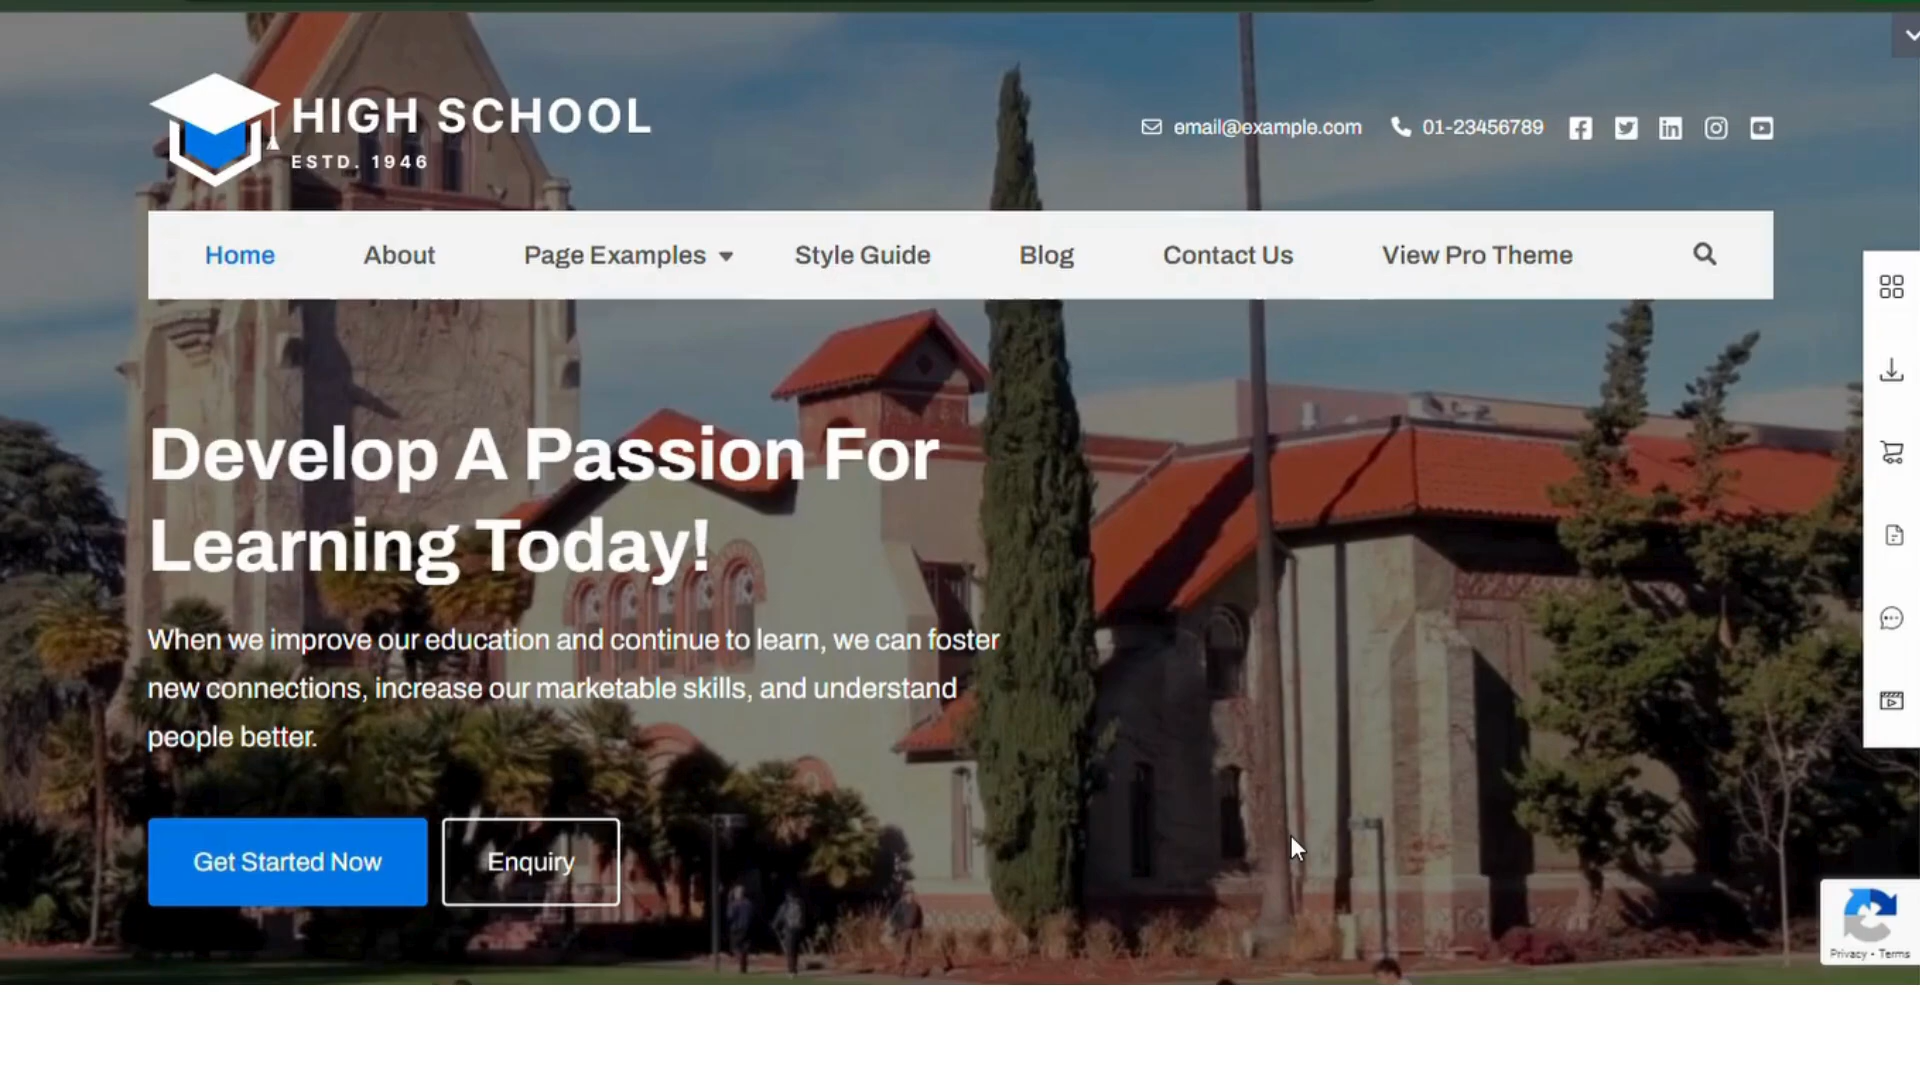 HIGH SCHOOL
ESTD. 1946
email@example.com 01-23456789
Home About Page Examples Style Guide Blog Contact Us View Pro Theme
Develop A Passion For
Learning Today!
When we improve our education and continue to learn, we can foster
new connections, increase our marketable skills, and understand
people better.
Get Started Now Enquiry
Privacy - Terms